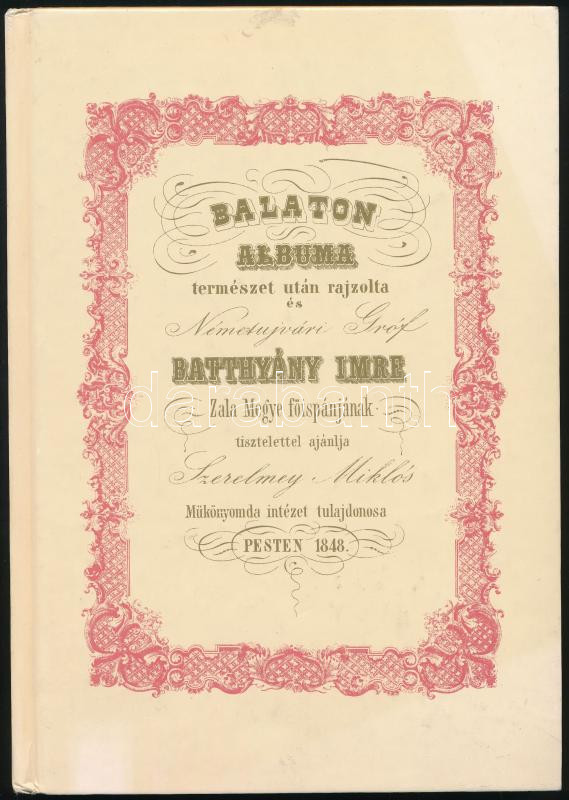 BALATON
ALBUMA
természet után rajzolta
és
Németujvári Gróf
BATTHYÁNY IMRE
Zala Megye főispánjának
tisztelettel ajánlja
Szerelmey Miklós
Műkönyomda intézet tulajdonosa
PESTEN 1848.
darabanth